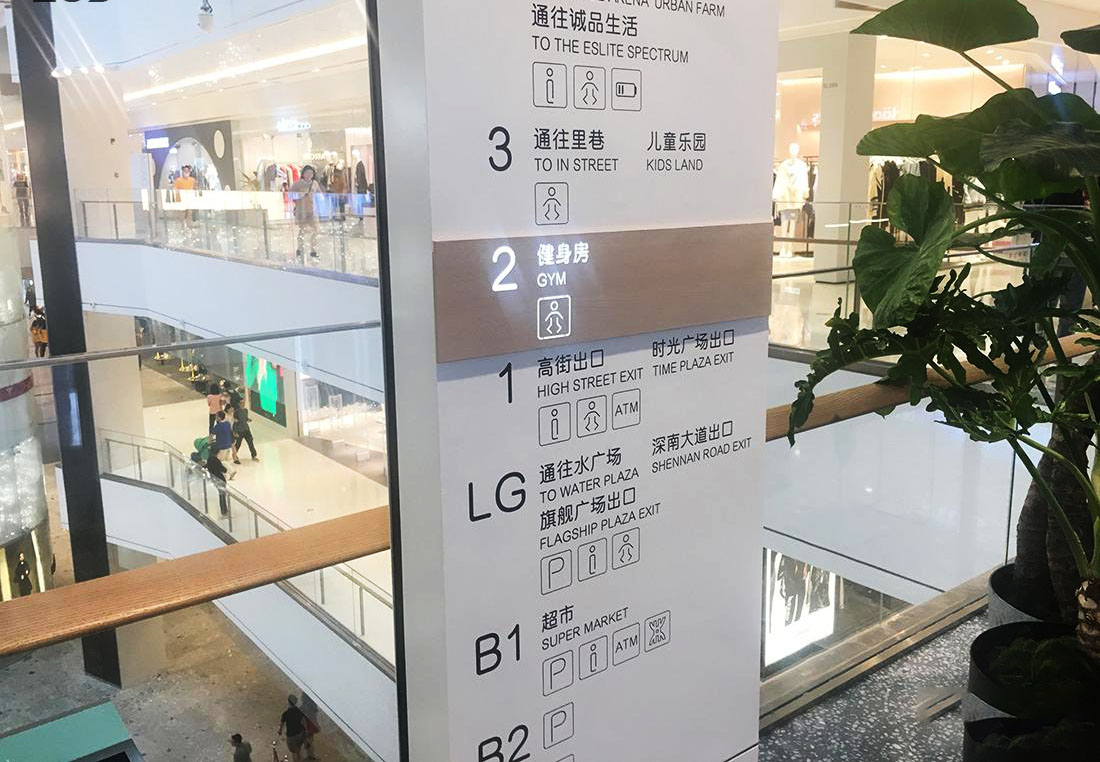 URBAN FARM
通往诚品生活
TO THE ESLITE SPECTRUM
3
通往里巷
TO IN STREET
儿童乐园
KIDS LAND
2
健身房
GYM
1
高街出口
HIGH STREET EXIT
时光广场出口
TIME PLAZA EXIT
ATM
LG
通往水广场
TO WATER PLAZA
深南大道出口
SHENNAN ROAD EXIT
旗舰广场出口
FLAGSHIP PLAZA EXIT
P
B1
超市
SUPER MARKET
P
ATM
B2
P